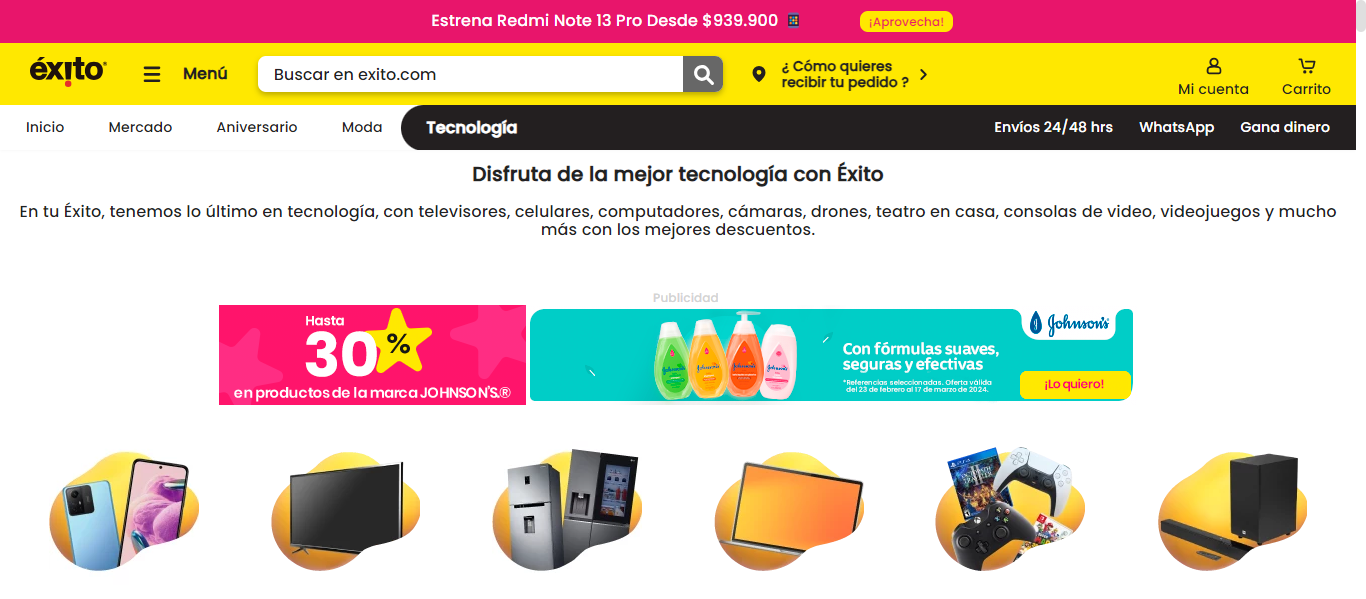 Estrena Redmi Note 13 Pro Desde $939.900
¡Aprovecha!
éxito
Menú
Buscar en exito.com
¿ Cómo quieres
recibir tu pedido ?
Mi cuenta
Carrito
Inicio
Mercado
Aniversario
Moda
Tecnología
Envíos 24/48 hrs
WhatsApp
Gana dinero
Disfruta de la mejor tecnología con Éxito
En tu Éxito, tenemos lo último en tecnología, con televisores, celulares, computadores, cámaras, drones, teatro en casa, consolas de video, videojuegos y mucho
más con los mejores descuentos.
Publicidad
Hasta
30%
en productos de la marca JOHNSON'S.®
Johnson's
Con fórmulas suaves,
seguras y efectivas
*Referencias seleccionadas. Oferta válida
del 23 de febrero al 17 de marzo de 2024.
¡Lo quiero!